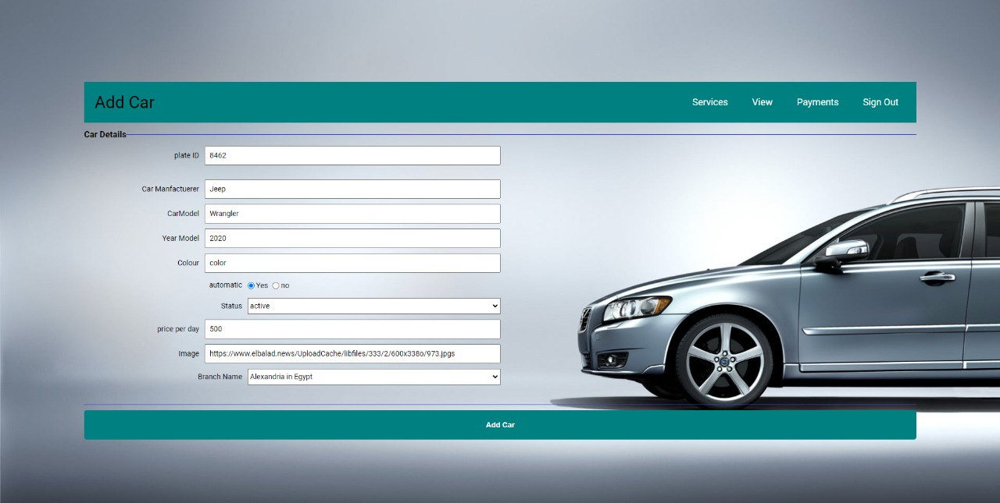 Add Car
Services View Payments Sign Out
Car Details
plate ID 8462
Car Manfactuerer Jeep
CarModel Wrangler
Year Model 2020
Colour color
automatic Yes no
Status active
price per day 500
Image https://www.elbalad.news/UploadCache/libfiles/333/2/600x338o/973.jpgs
Branch Name Alexandria in Egypt
Add Car